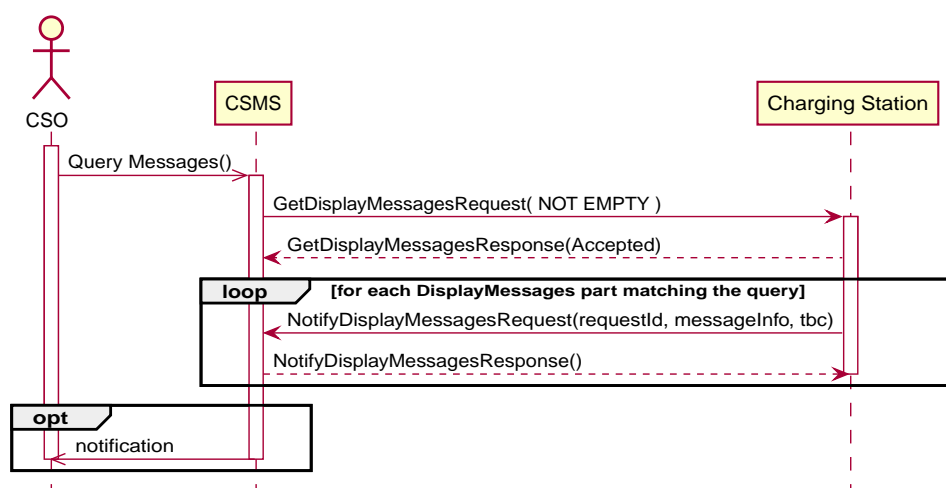 CSO
CSMS
Charging Station
Query Messages()
GetDisplayMessagesRequest( NOT EMPTY )
GetDisplayMessagesResponse(Accepted)
loop [for each DisplayMessages part matching the query]
NotifyDisplayMessagesRequest(requestId, messageInfo, tbc)
NotifyDisplayMessagesResponse()
opt
notification